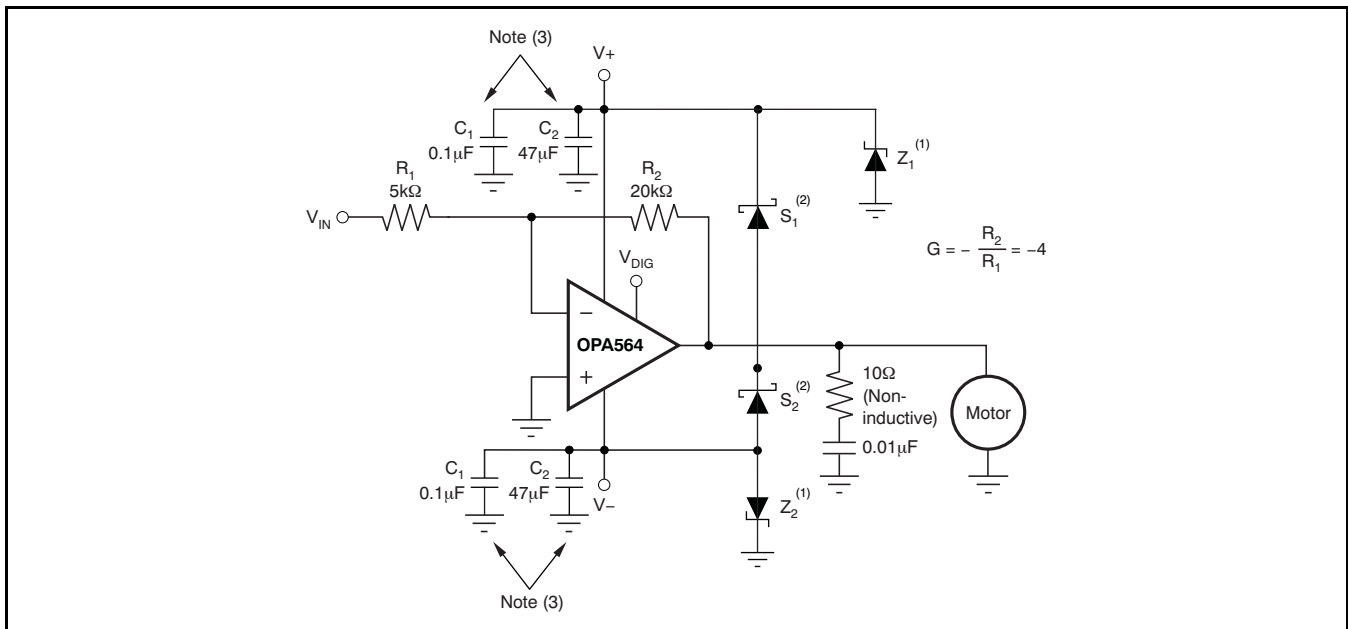 Note (3)
V+
C1
0.1μF
C2
47μF
Z1(1)
R1
5kΩ
R2
20kΩ
VIN
S1(2)
G = − R2/R1 = −4
VDIG
−
OPA564
+
10Ω
(Non-
inductive)
0.01μF
S2(2)
Motor
C1
0.1μF
C2
47μF
V−
Z2(1)
Note (3)